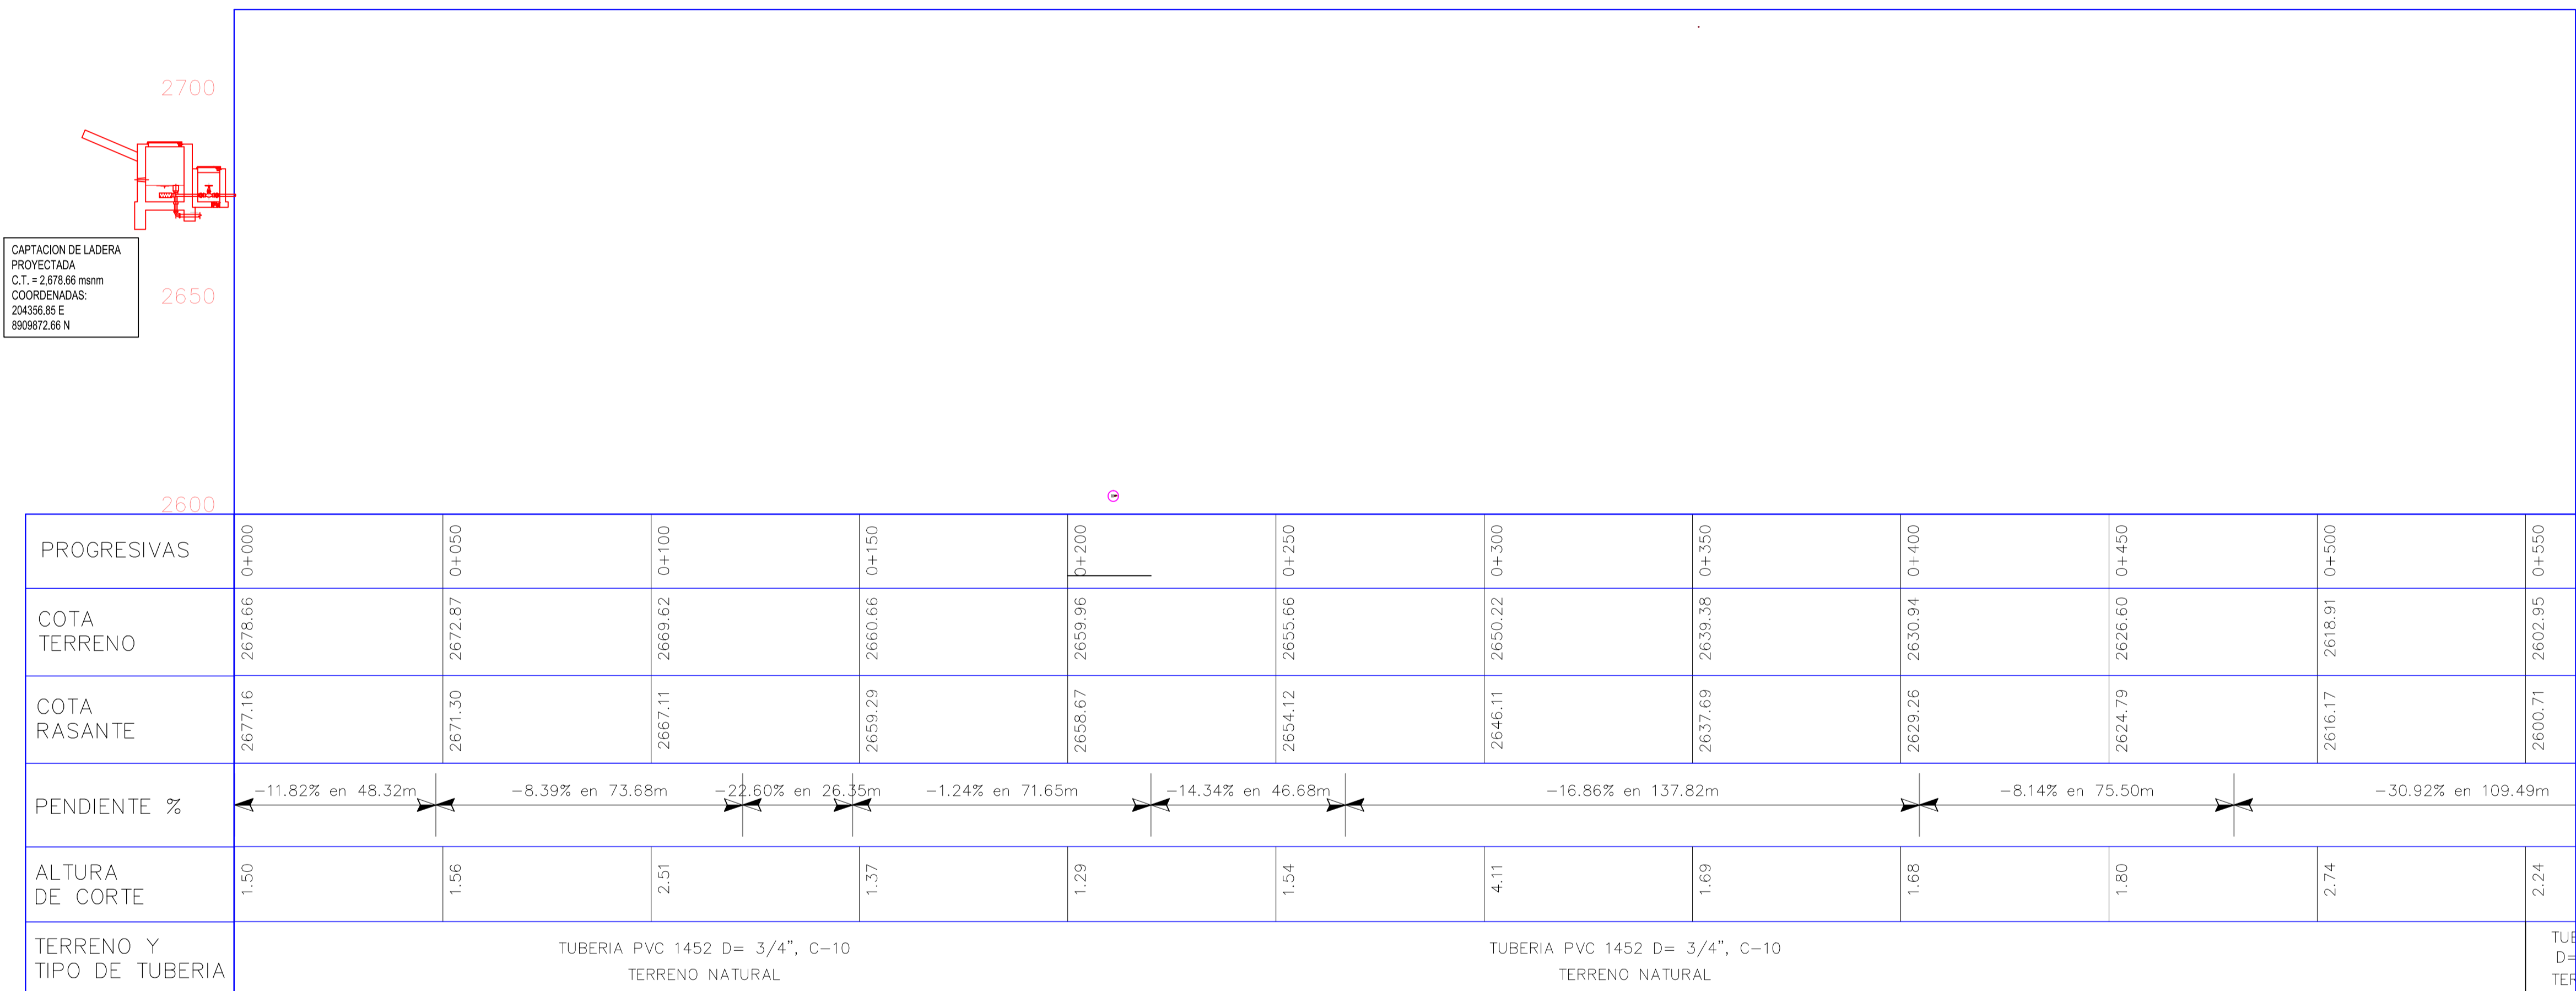 2700
CAPTACION DE LADERA
PROYECTADA
C.T. = 2,678.66 msnm
COORDENADAS:
204356.85 E
8909872.66 N
2650
2600
PROGRESIVAS 0+000 0+050 0+100 0+150 0+200 0+250 0+300 0+350 0+400 0+450 0+500 0+550
COTA
TERRENO
2678.66 2672.87 2669.62 2660.66 2659.96 2655.66 2650.22 2639.38 2630.94 2626.60 2618.91 2602.95
COTA
RASANTE
2677.16 2671.30 2667.11 2659.29 2658.67 2654.12 2646.11 2637.69 2629.26 2624.79 2616.17 2600.71
PENDIENTE % -11.82% en 48.32m -8.39% en 73.68m -22.60% en 26.35m -1.24% en 71.65m -14.34% en 46.68m -16.86% en 137.82m -8.14% en 75.50m -30.92% en 109.49m
ALTURA
DE CORTE
1.50 1.56 2.51 1.37 1.29 1.54 4.11 1.69 1.68 1.80 2.74 2.24
TERRENO Y
TIPO DE TUBERIA
TUBERIA PVC 1452 D= 3/4", C-10
TERRENO NATURAL
TUBERIA PVC 1452 D= 3/4", C-10
TERRENO NATURAL
TUB
D=
TER